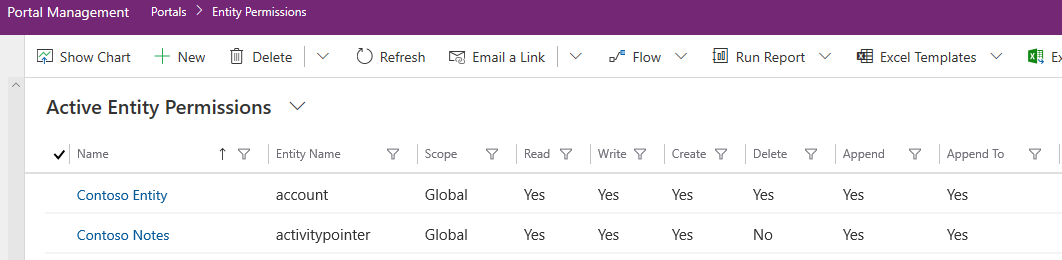 Portal Management Portals > Entity Permissions
Show Chart New Delete Refresh Email a Link Flow Run Report Excel Templates Ex
Active Entity Permissions
Name Entity Name Scope Read Write Create Delete Append Append To
Contoso Entity account Global Yes Yes Yes Yes Yes Yes
Contoso Notes activitypointer Global Yes Yes Yes No Yes Yes